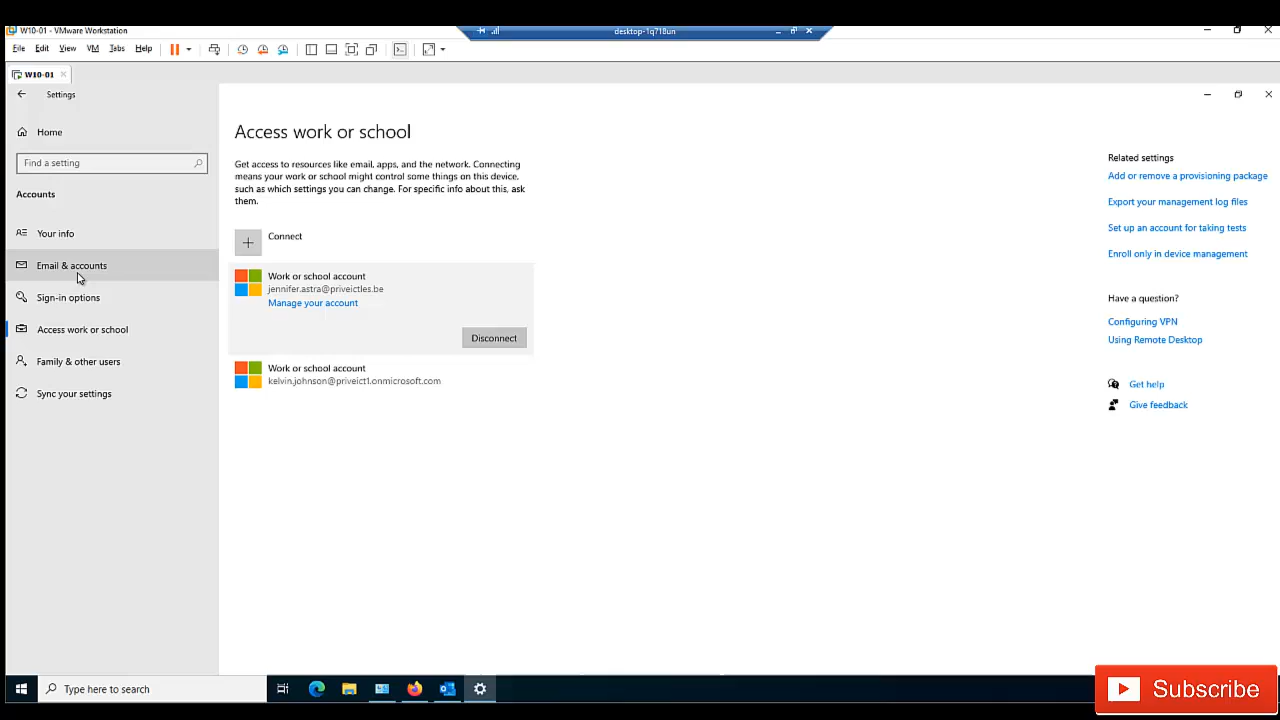 W10-01 - VMware Workstation
desktop-1q718un
File Edit View VM Tabs Help
W10-01
Settings
Home
Find a setting
Accounts
Your info
Email & accounts
Sign-in options
Access work or school
Family & other users
Sync your settings
Access work or school
Get access to resources like email, apps, and the network. Connecting
means your work or school might control some things on this device,
such as which settings you can change. For specific info about this, ask
them.
Connect
Work or school account
jennifer.astra@priveictles.be
Manage your account
Disconnect
Work or school account
kelvin.johnson@priveict1.onmicrosoft.com
Related settings
Add or remove a provisioning package
Export your management log files
Set up an account for taking tests
Enroll only in device management
Have a question?
Configuring VPN
Using Remote Desktop
Get help
Give feedback
Type here to search
Subscribe